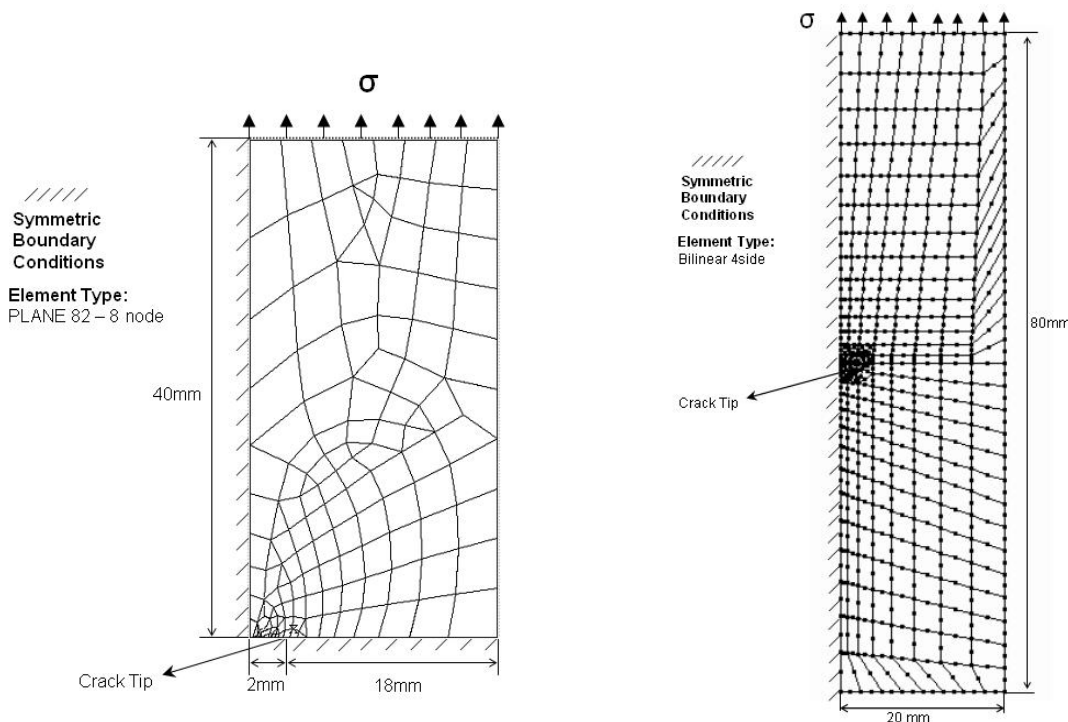 σ
Symmetric
Boundary
Conditions
Element Type:
PLANE 82 – 8 node
40mm
Crack Tip
2mm
18mm
σ
Symmetric
Boundary
Conditions
Element Type:
Bilinear 4side
80mm
Crack Tip
20 mm